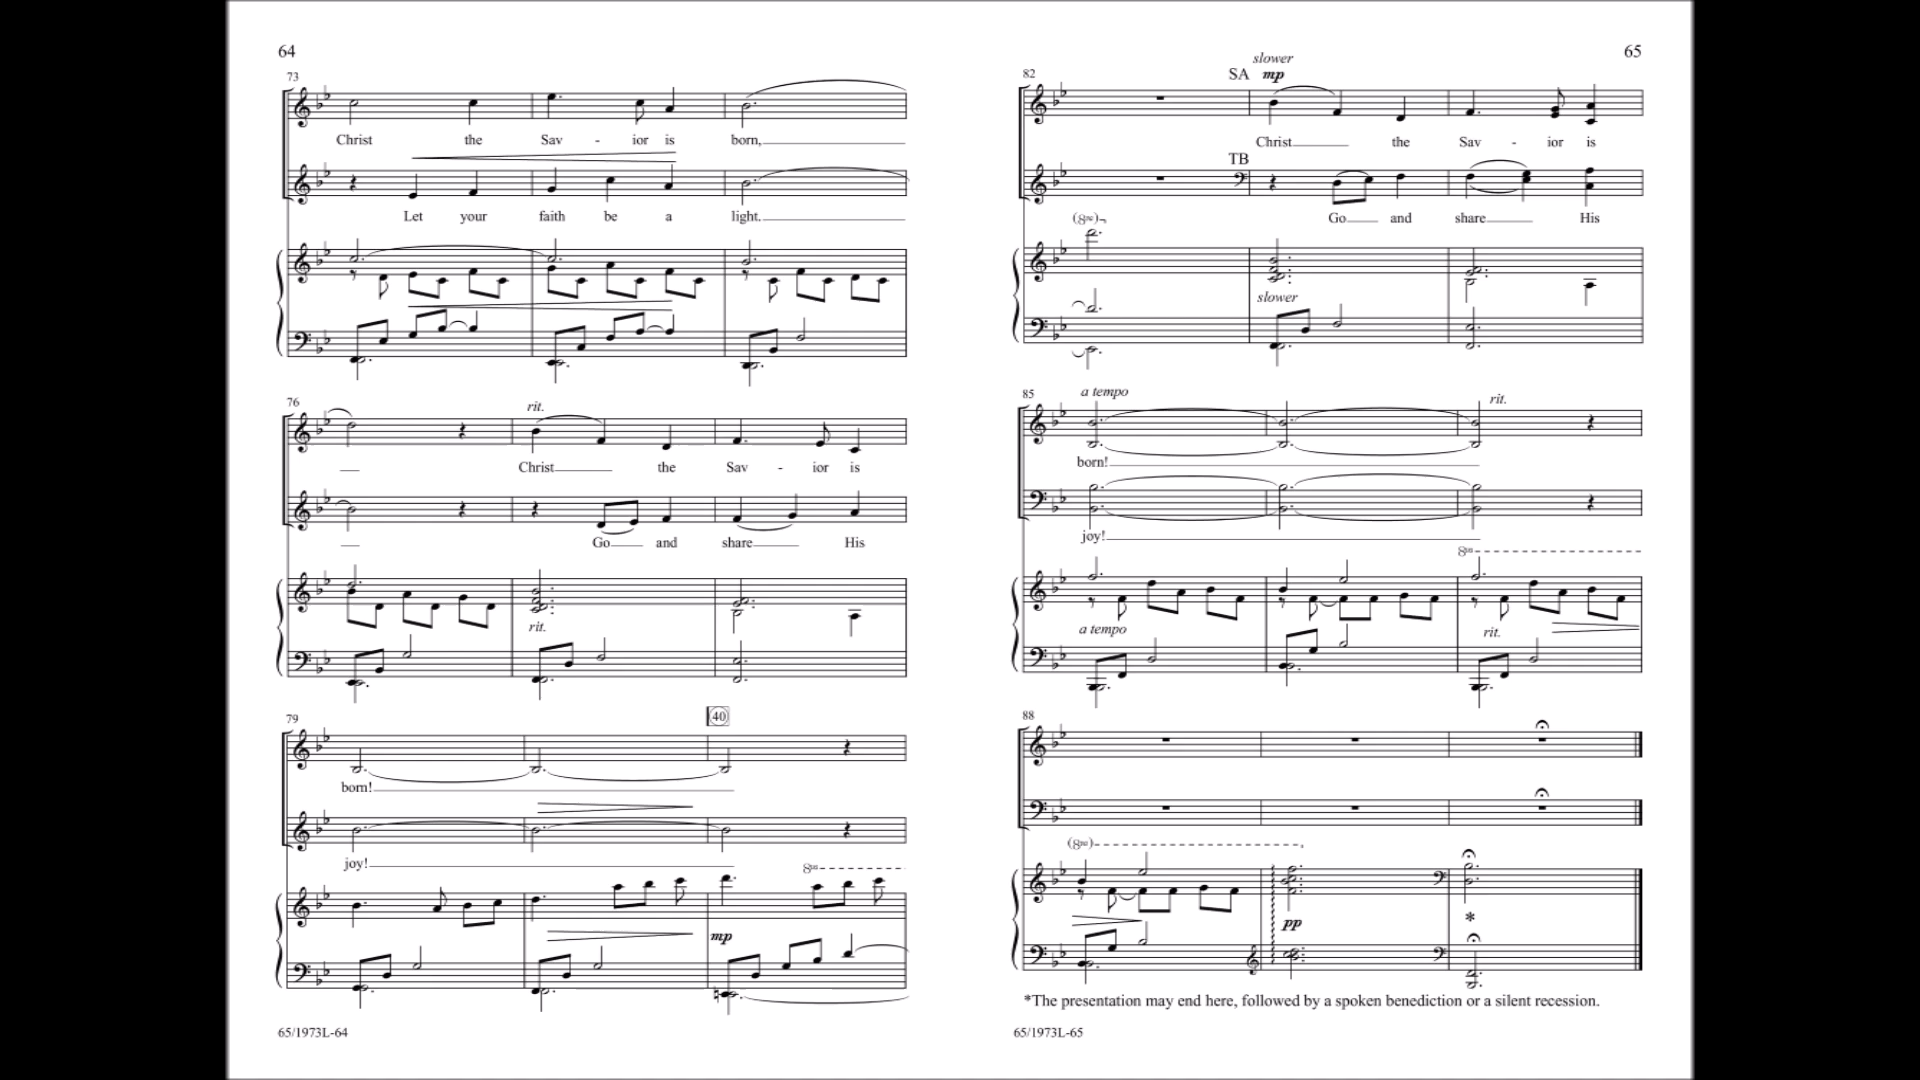 64
73
Christ the Sav - ior is born,
Let your faith be a light.
76
rit.
Christ the Sav - ior is
Go and share His
rit.
79
40
born!
joy!
8va
mp
65/1973L-64
65
82
slower
SA mp
Christ the Sav - ior is
TB
Go and share His
(8va)
slower
85
a tempo
rit.
born!
joy!
8va
a tempo
rit.
88
(8va)
pp
*
*The presentation may end here, followed by a spoken benediction or a silent recession.
65/1973L-65